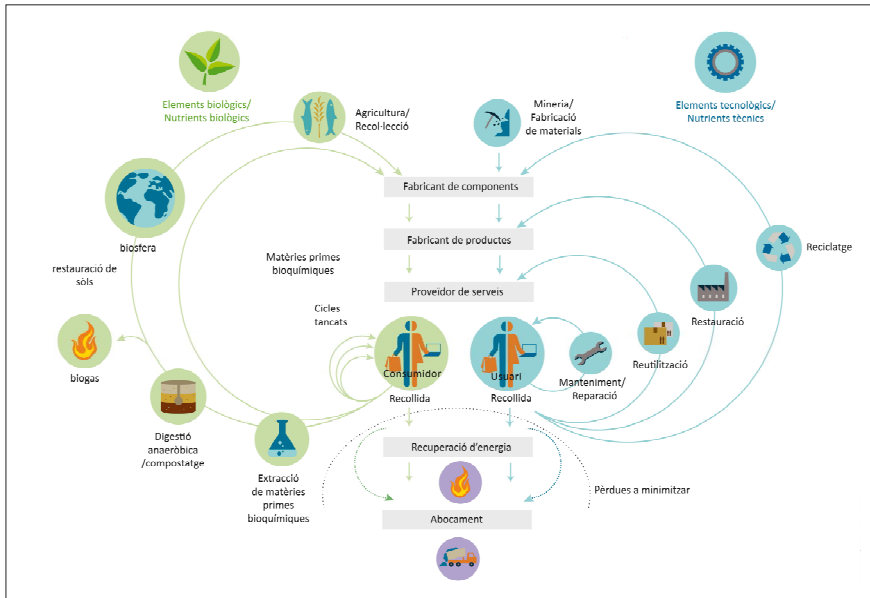 Elements biològics/
Nutrients biològics
Agricultura/
Recol·lecció
Mineria/
Fabricació
de materials
Elements tecnològics/
Nutrients tècnics
Fabricant de components
biosfera
Fabricant de productes
Reciclatge
restauració de
sòls
Matèries primes
bioquímiques
Proveïdor de serveis
Cicles
tancats
Restauració
Reutilització
biogas
Consumidor
Usuari
Manteniment/
Reparació
Recollida
Recollida
Digestió
anaeròbica
/compostatge
Recuperació d'energia
Extracció
de matèries
primes
bioquímiques
Pèrdues a minimitzar
Abocament